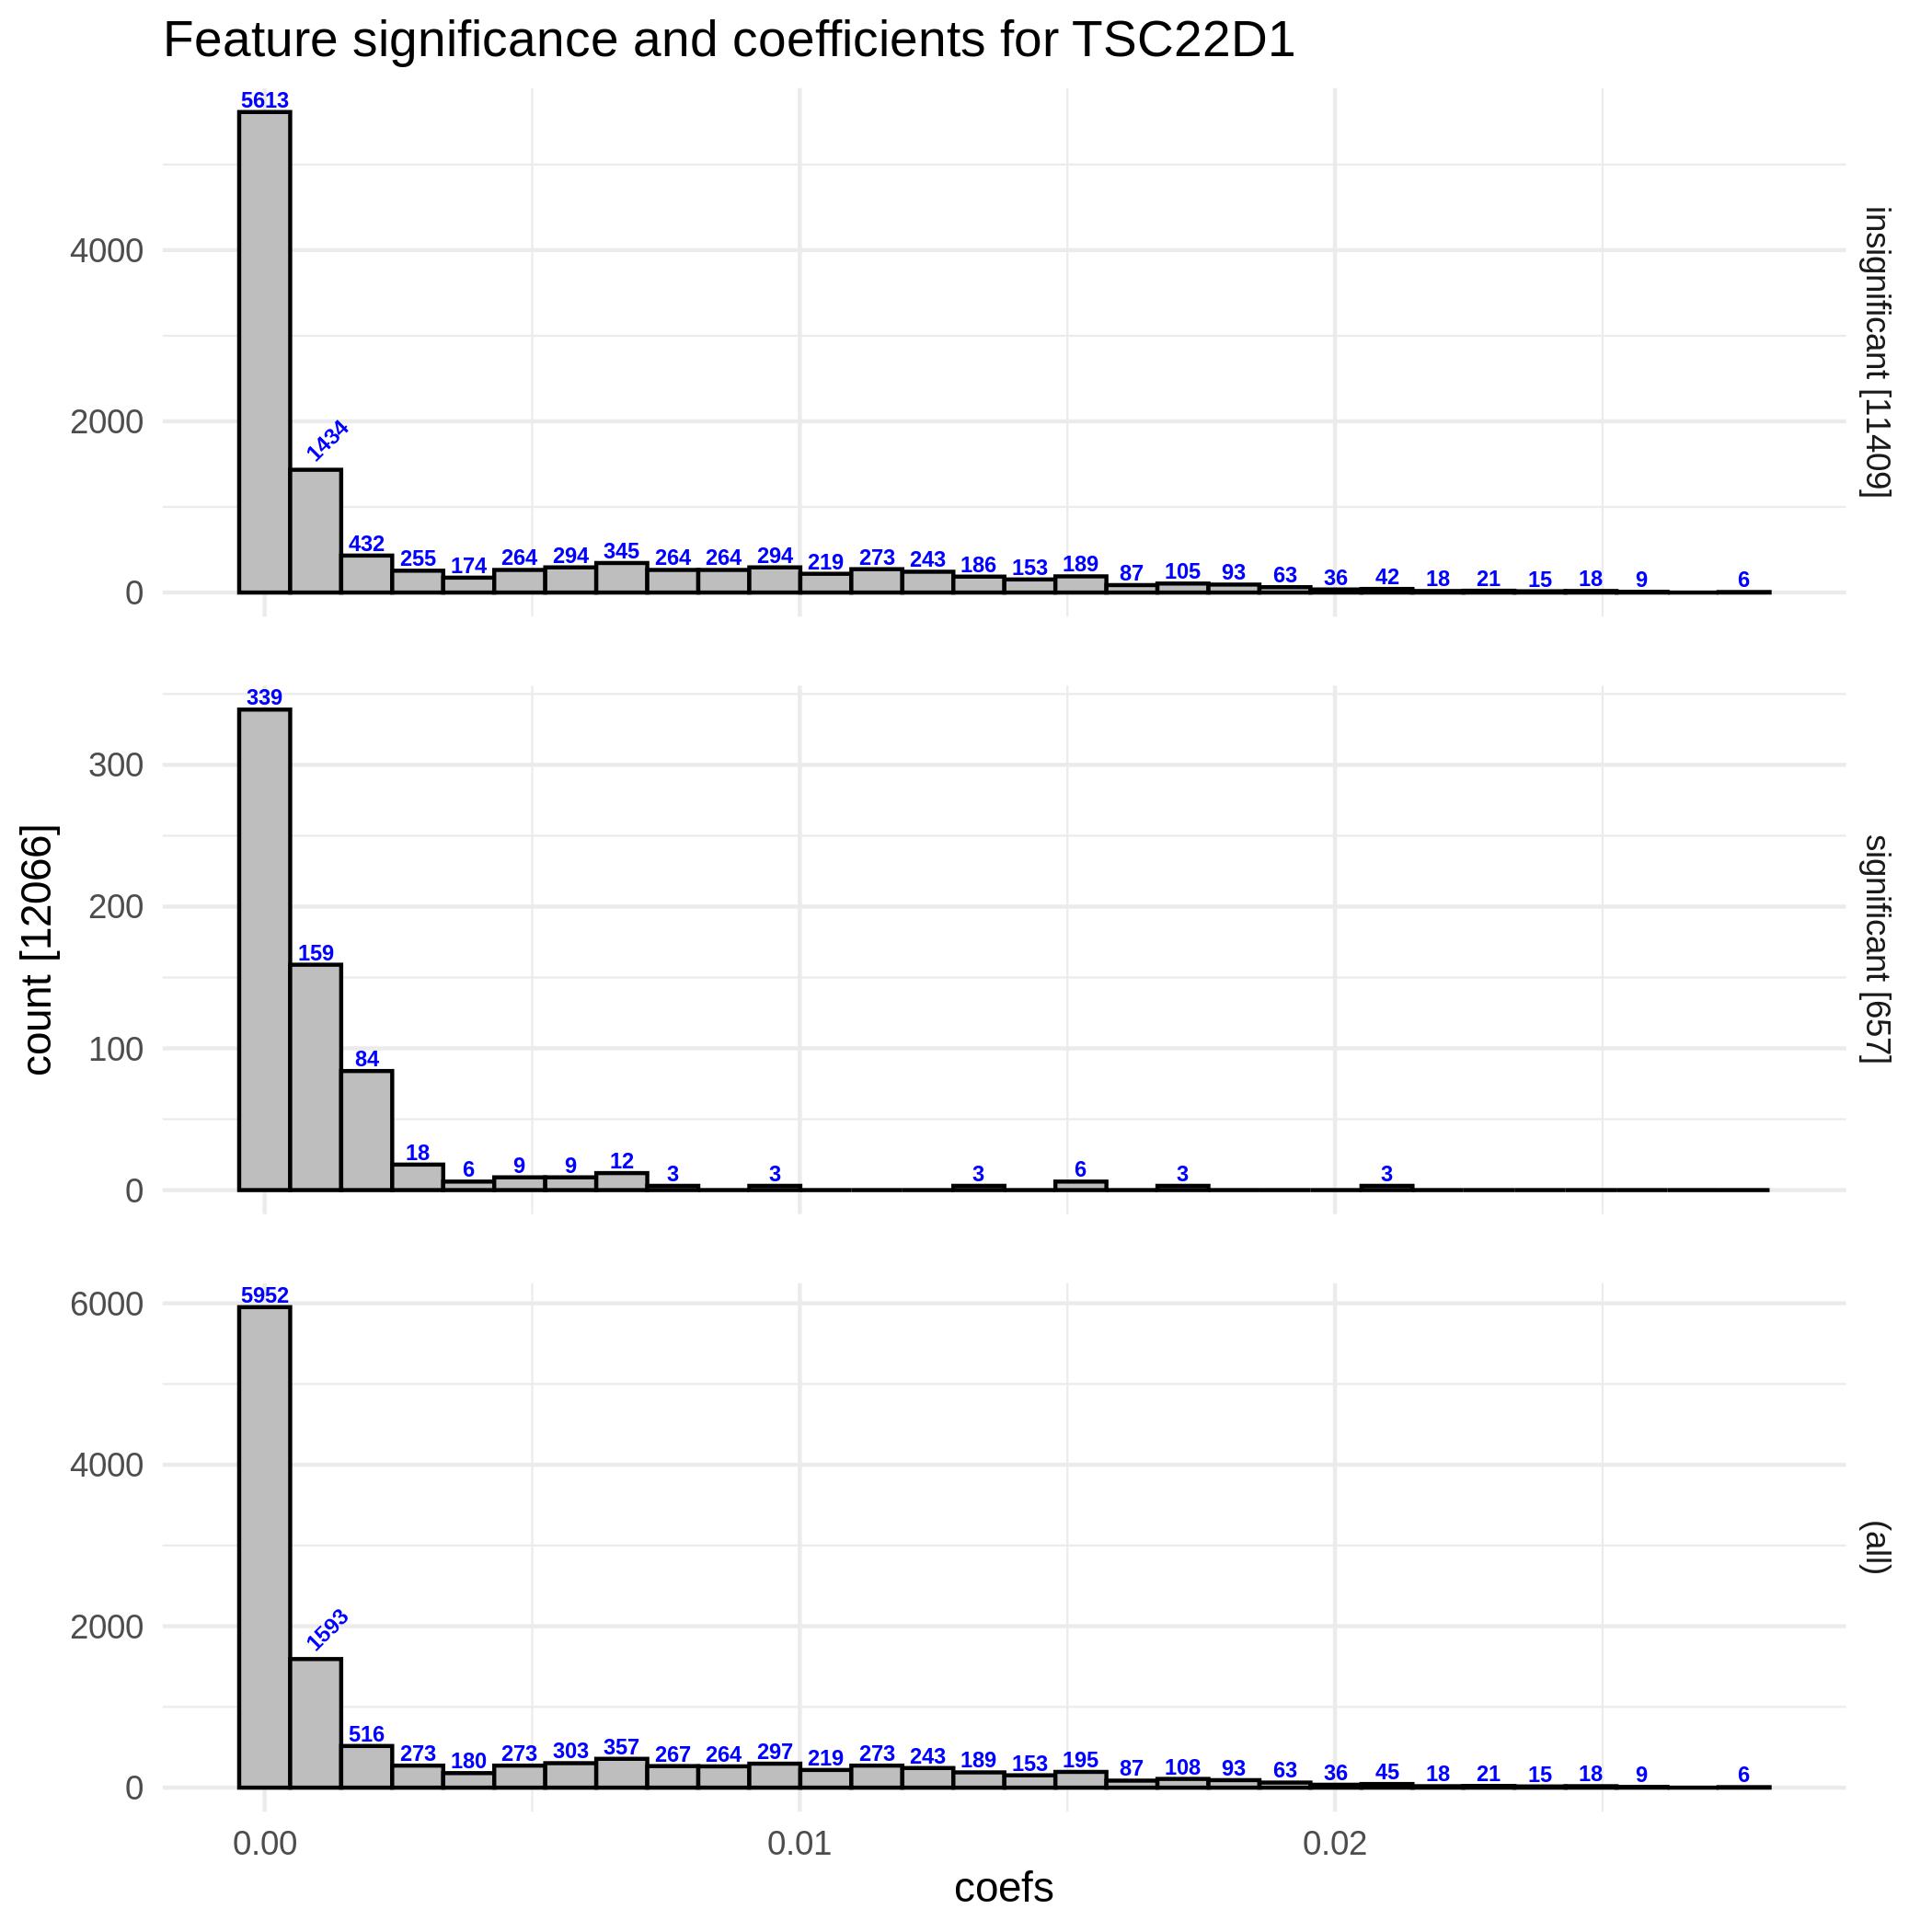 Feature significance and coefficients for TSC22D1
5613
1434
432 255 174 264 294 345 264 264 294 219 273 243 186 153 189 87 105 93 63 36 42 18 21 15 18 9 6
4000
2000
0
insignificant [11409]
339
159
84
18 6 9 9 12 3 3 3 6 3 3
300
200
100
0
significant [657]
count [12066]
5952
1593
516 273 180 273 303 357 267 264 297 219 273 243 189 153 195 87 108 93 63 36 45 18 21 15 18 9 6
6000
4000
2000
0
(all)
0.00 0.01 0.02
coefs